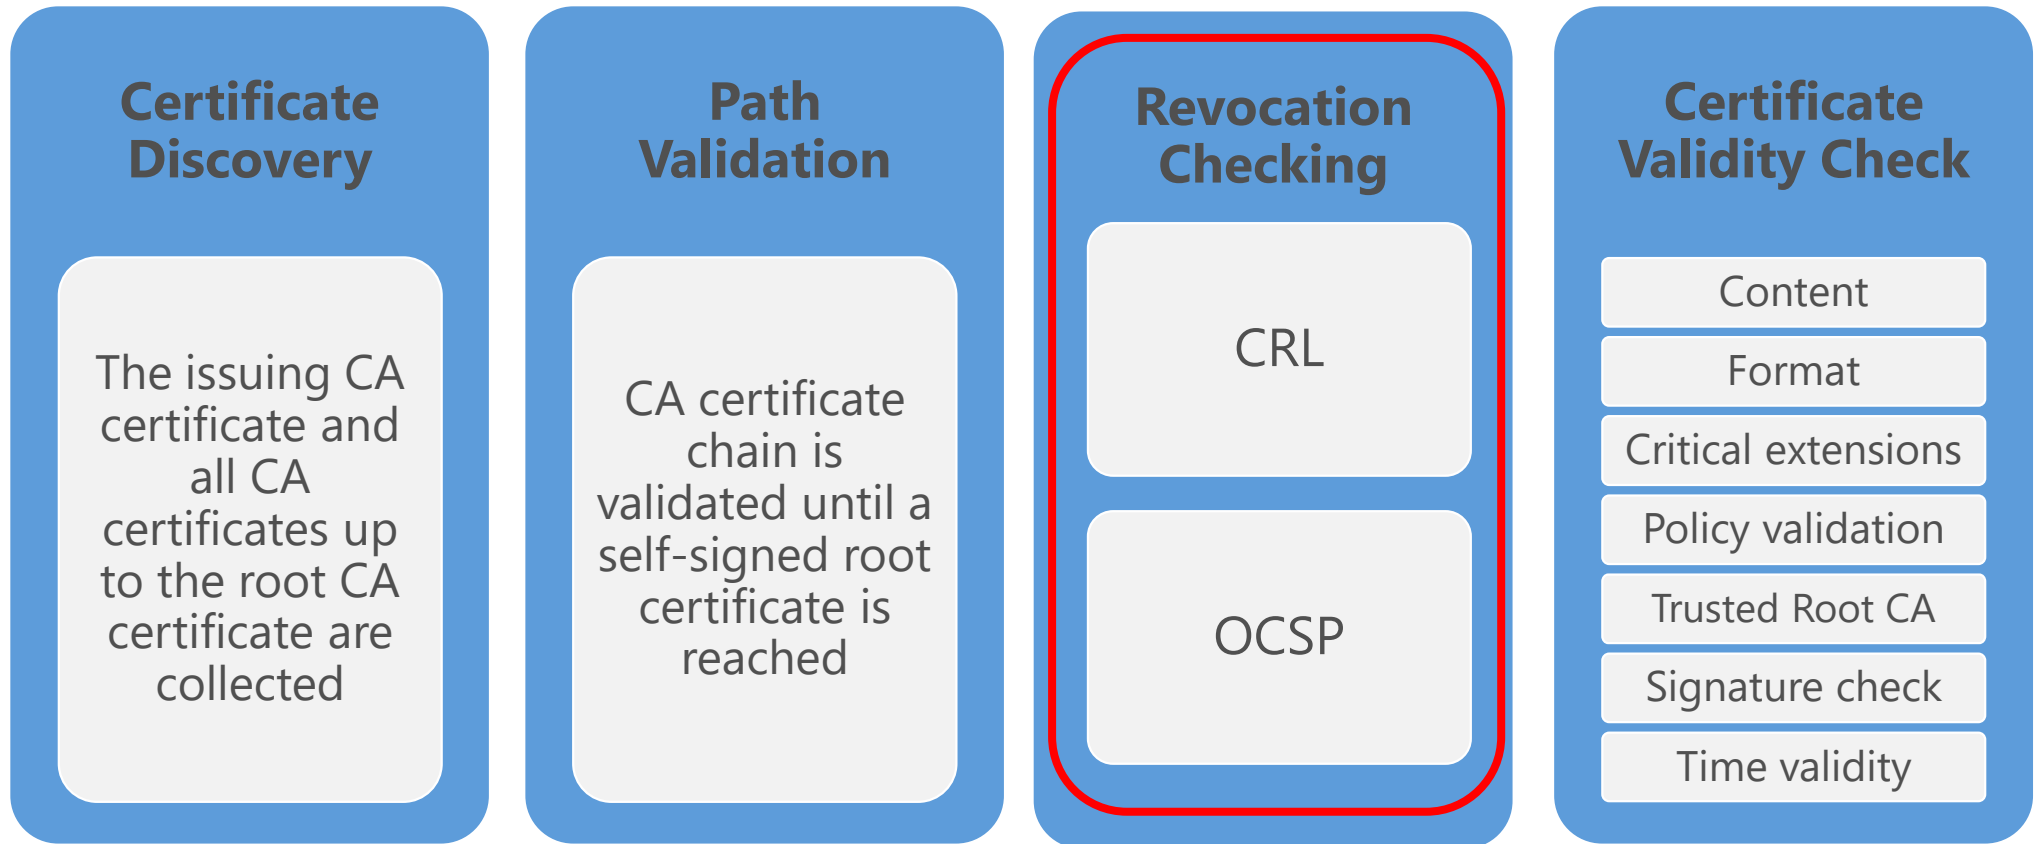 Certificate
Discovery
The issuing CA
certificate and
all CA
certificates up
to the root CA
certificate are
collected
Path
Validation
CA certificate
chain is
validated until a
self-signed root
certificate is
reached
Revocation
Checking
CRL
OCSP
Certificate
Validity Check
Content
Format
Critical extensions
Policy validation
Trusted Root CA
Signature check
Time validity